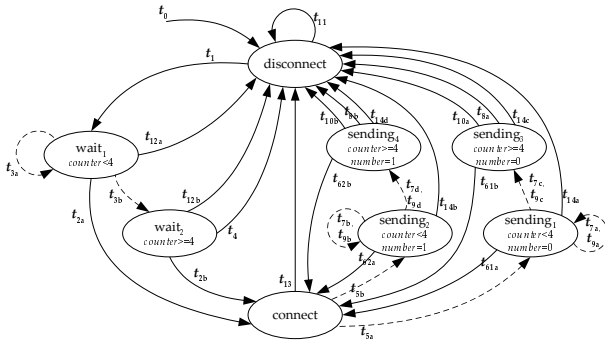 t0
t11
t1
disconnect
t10b
t8b
t14d
t10a
t8a
t14c
t12a
wait1
counter<4
t3a
sending4
counter>=4
number=1
sending3
counter>=4
number=0
t3b
t12b
t62b
t7d,
t9d
t61b
t7c,
t9c
t2a
wait2
counter>=4
t4
t7b,
t9b
sending2
counter<4
number=1
t14b
sending1
counter<4
number=0
t14a
t7a,
t9a
t62a
t61a
t2b
t13
t5b
connect
t5a